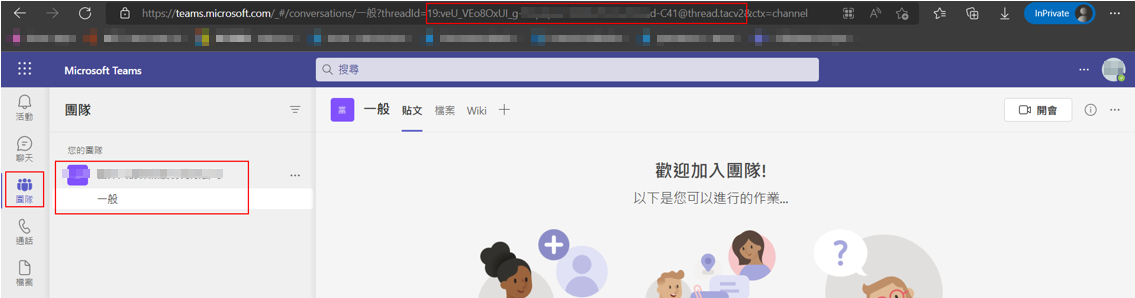 https://teams.microsoft.com/_#/conversations/一般?threadId=19:veU_VEo8OxUI_g- d-C41@thread.tacv2&ctx=channel
InPrivate
Microsoft Teams
搜尋
活動
聊天
團隊
通話
檔案
團隊
您的團隊
一般
一般
貼文
檔案
Wiki
開會
歡迎加入團隊!
以下是您可以進行的作業...